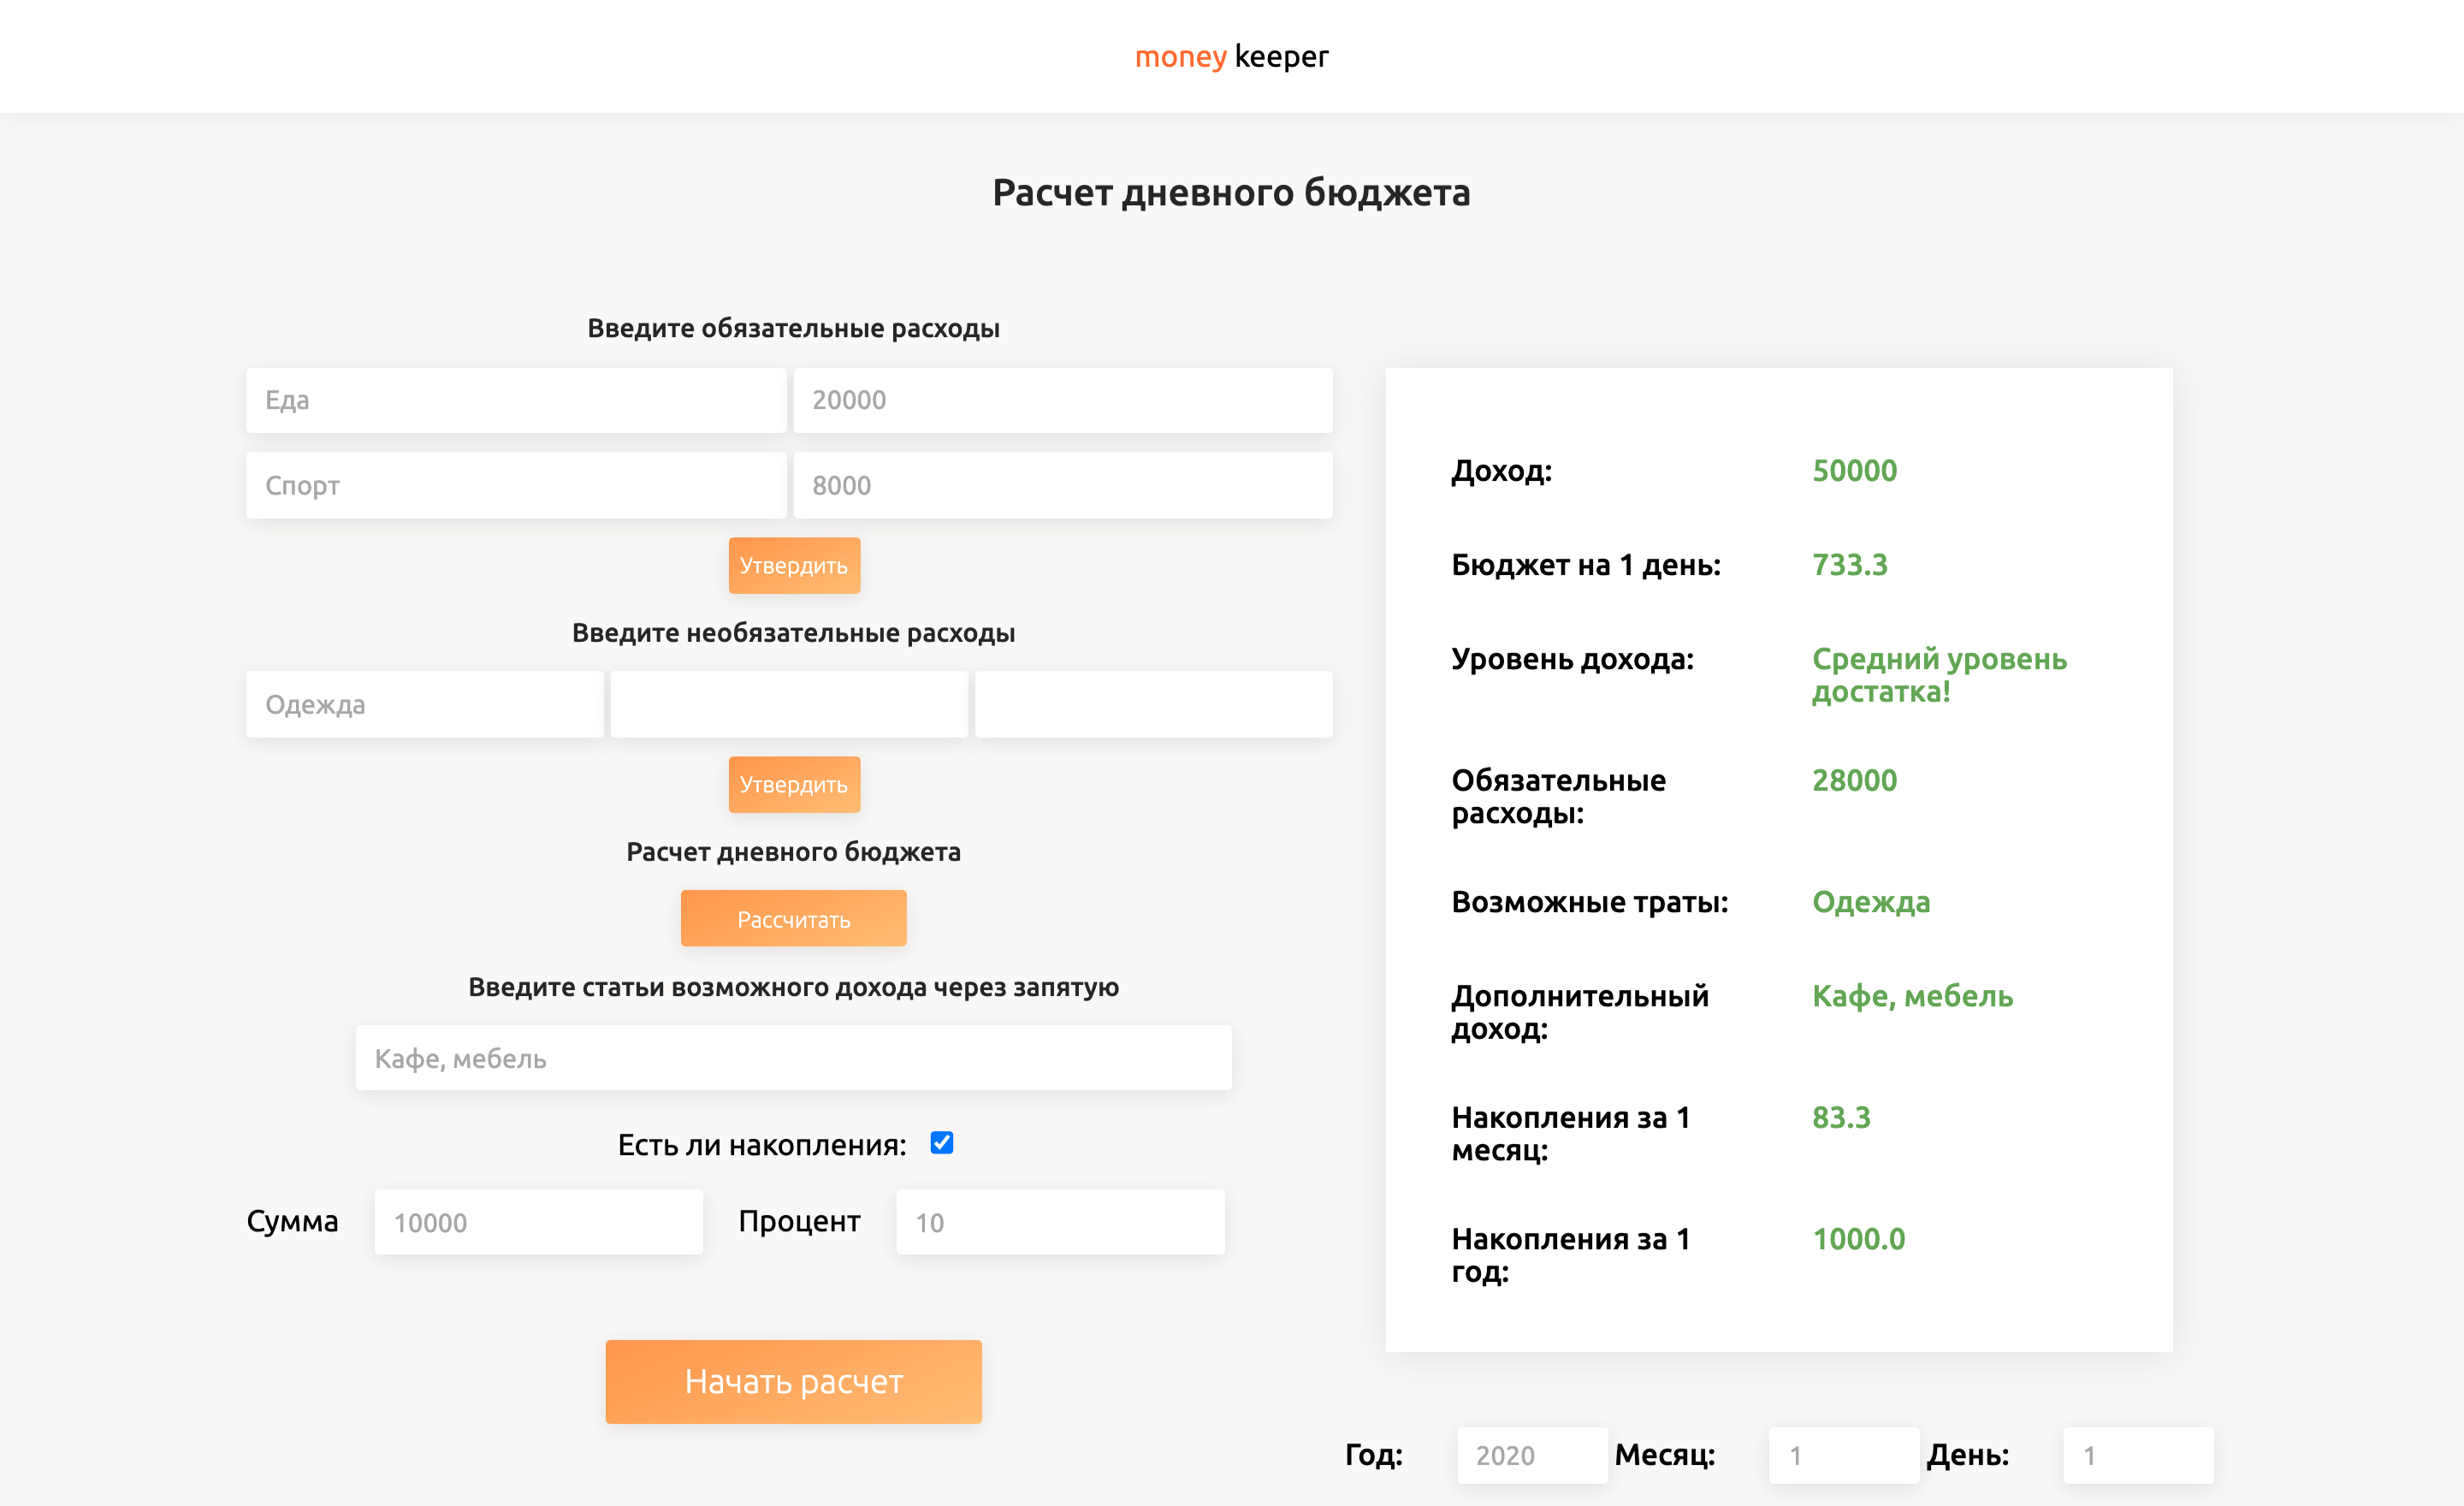 money keeper
Расчет дневного бюджета
Введите обязательные расходы
Еда
20000
Спорт
8000
Утвердить
Введите необязательные расходы
Одежда
Утвердить
Расчет дневного бюджета
Рассчитать
Введите статьи возможного дохода через запятую
Кафе, мебель
Есть ли накопления:
Сумма
10000
Процент
10
Начать расчет
Доход:
50000
Бюджет на 1 день:
733.3
Уровень дохода:
Средний уровень
достатка!
Обязательные
расходы:
28000
Возможные траты:
Одежда
Дополнительный
доход:
Кафе, мебель
Накопления за 1
месяц:
83.3
Накопления за 1
год:
1000.0
Год:
2020
Месяц:
1
День:
1